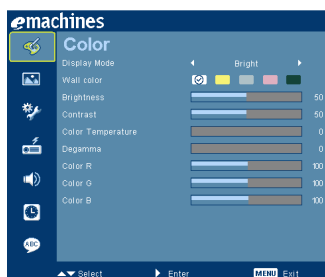 emachines
Color
Display Mode Bright
Wall color
Brightness 50
Contrast 50
Color Temperature 0
Degamma 0
Color R 100
Color G 100
Color B 100
ABC
Select Enter MENU Exit